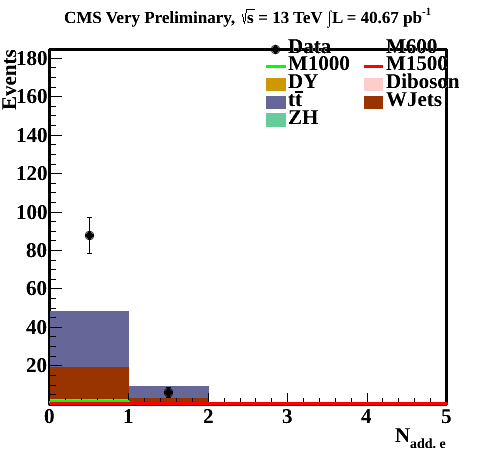 CMS Very Preliminary, √s = 13 TeV ∫L = 40.67 pb⁻¹
Events
Data M600
M1000 M1500
DY Diboson
tt̅ WJets
ZH
180
160
140
120
100
80
60
40
20
0 1 2 3 4 5
N_add. e